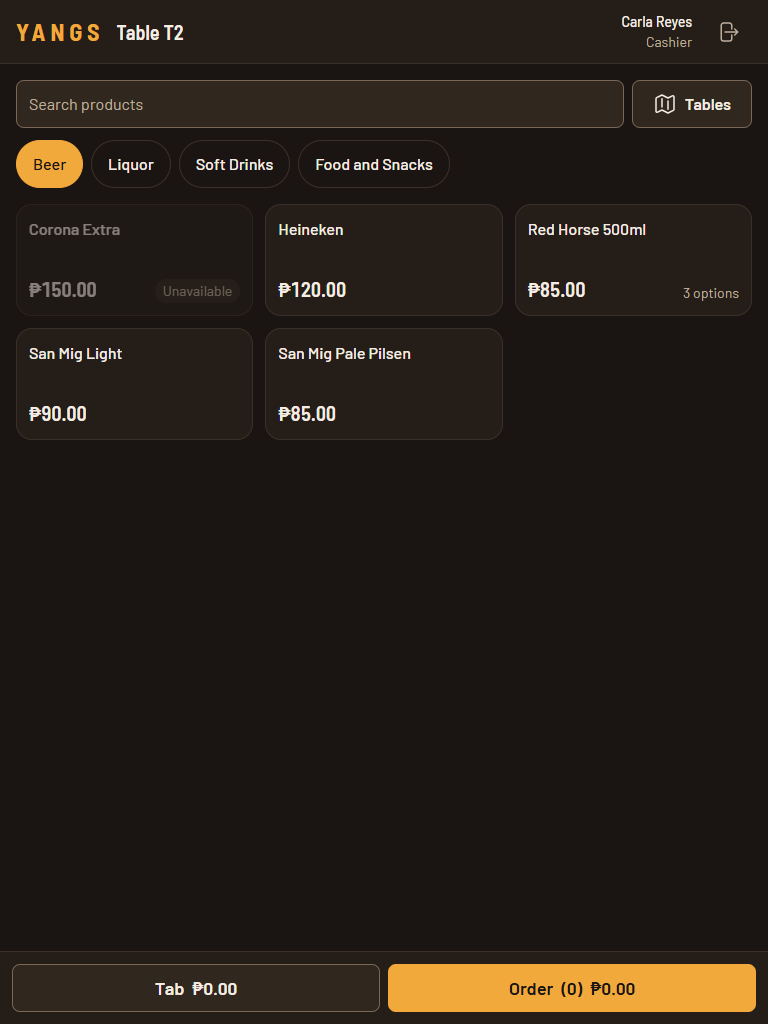 YANGS Table T2
Carla Reyes
Cashier
Search products
Tables
Beer
Liquor
Soft Drinks
Food and Snacks
Corona Extra
₱150.00
Unavailable
Heineken
₱120.00
Red Horse 500ml
₱85.00
3 options
San Mig Light
₱90.00
San Mig Pale Pilsen
₱85.00
Tab ₱0.00
Order (0) ₱0.00